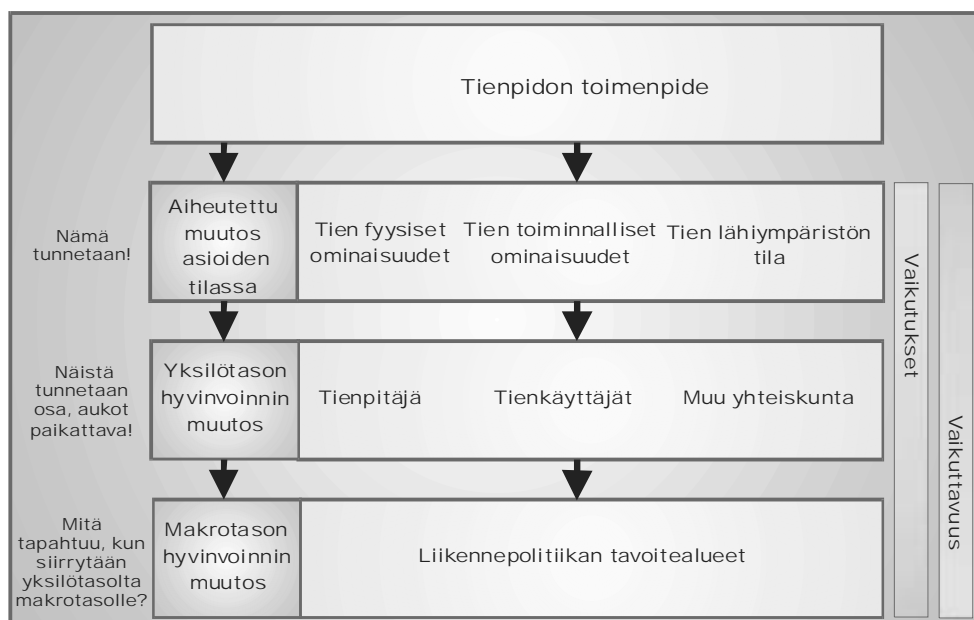 Tienpidon toimenpide
Nämä
tunnetaan!
Aiheutettu
muutos
asioiden
tilassa
Tien fyysiset
ominaisuudet
Tien toiminnalliset
ominaisuudet
Tien lähiympäristön
tila
Näistä
tunnetaan
osa, aukot
paikattava!
Yksilötason
hyvinvoinnin
muutos
Tienpitäjä
Tienkäyttäjät
Muu yhteiskunta
Mitä
tapahtuu, kun
siirrytään
yksilötasolta
makrotasolle?
Makrotason
hyvinvoinnin
muutos
Liikennepolitiikan tavoitealueet
Vaikutukset
Vaikuttavuus